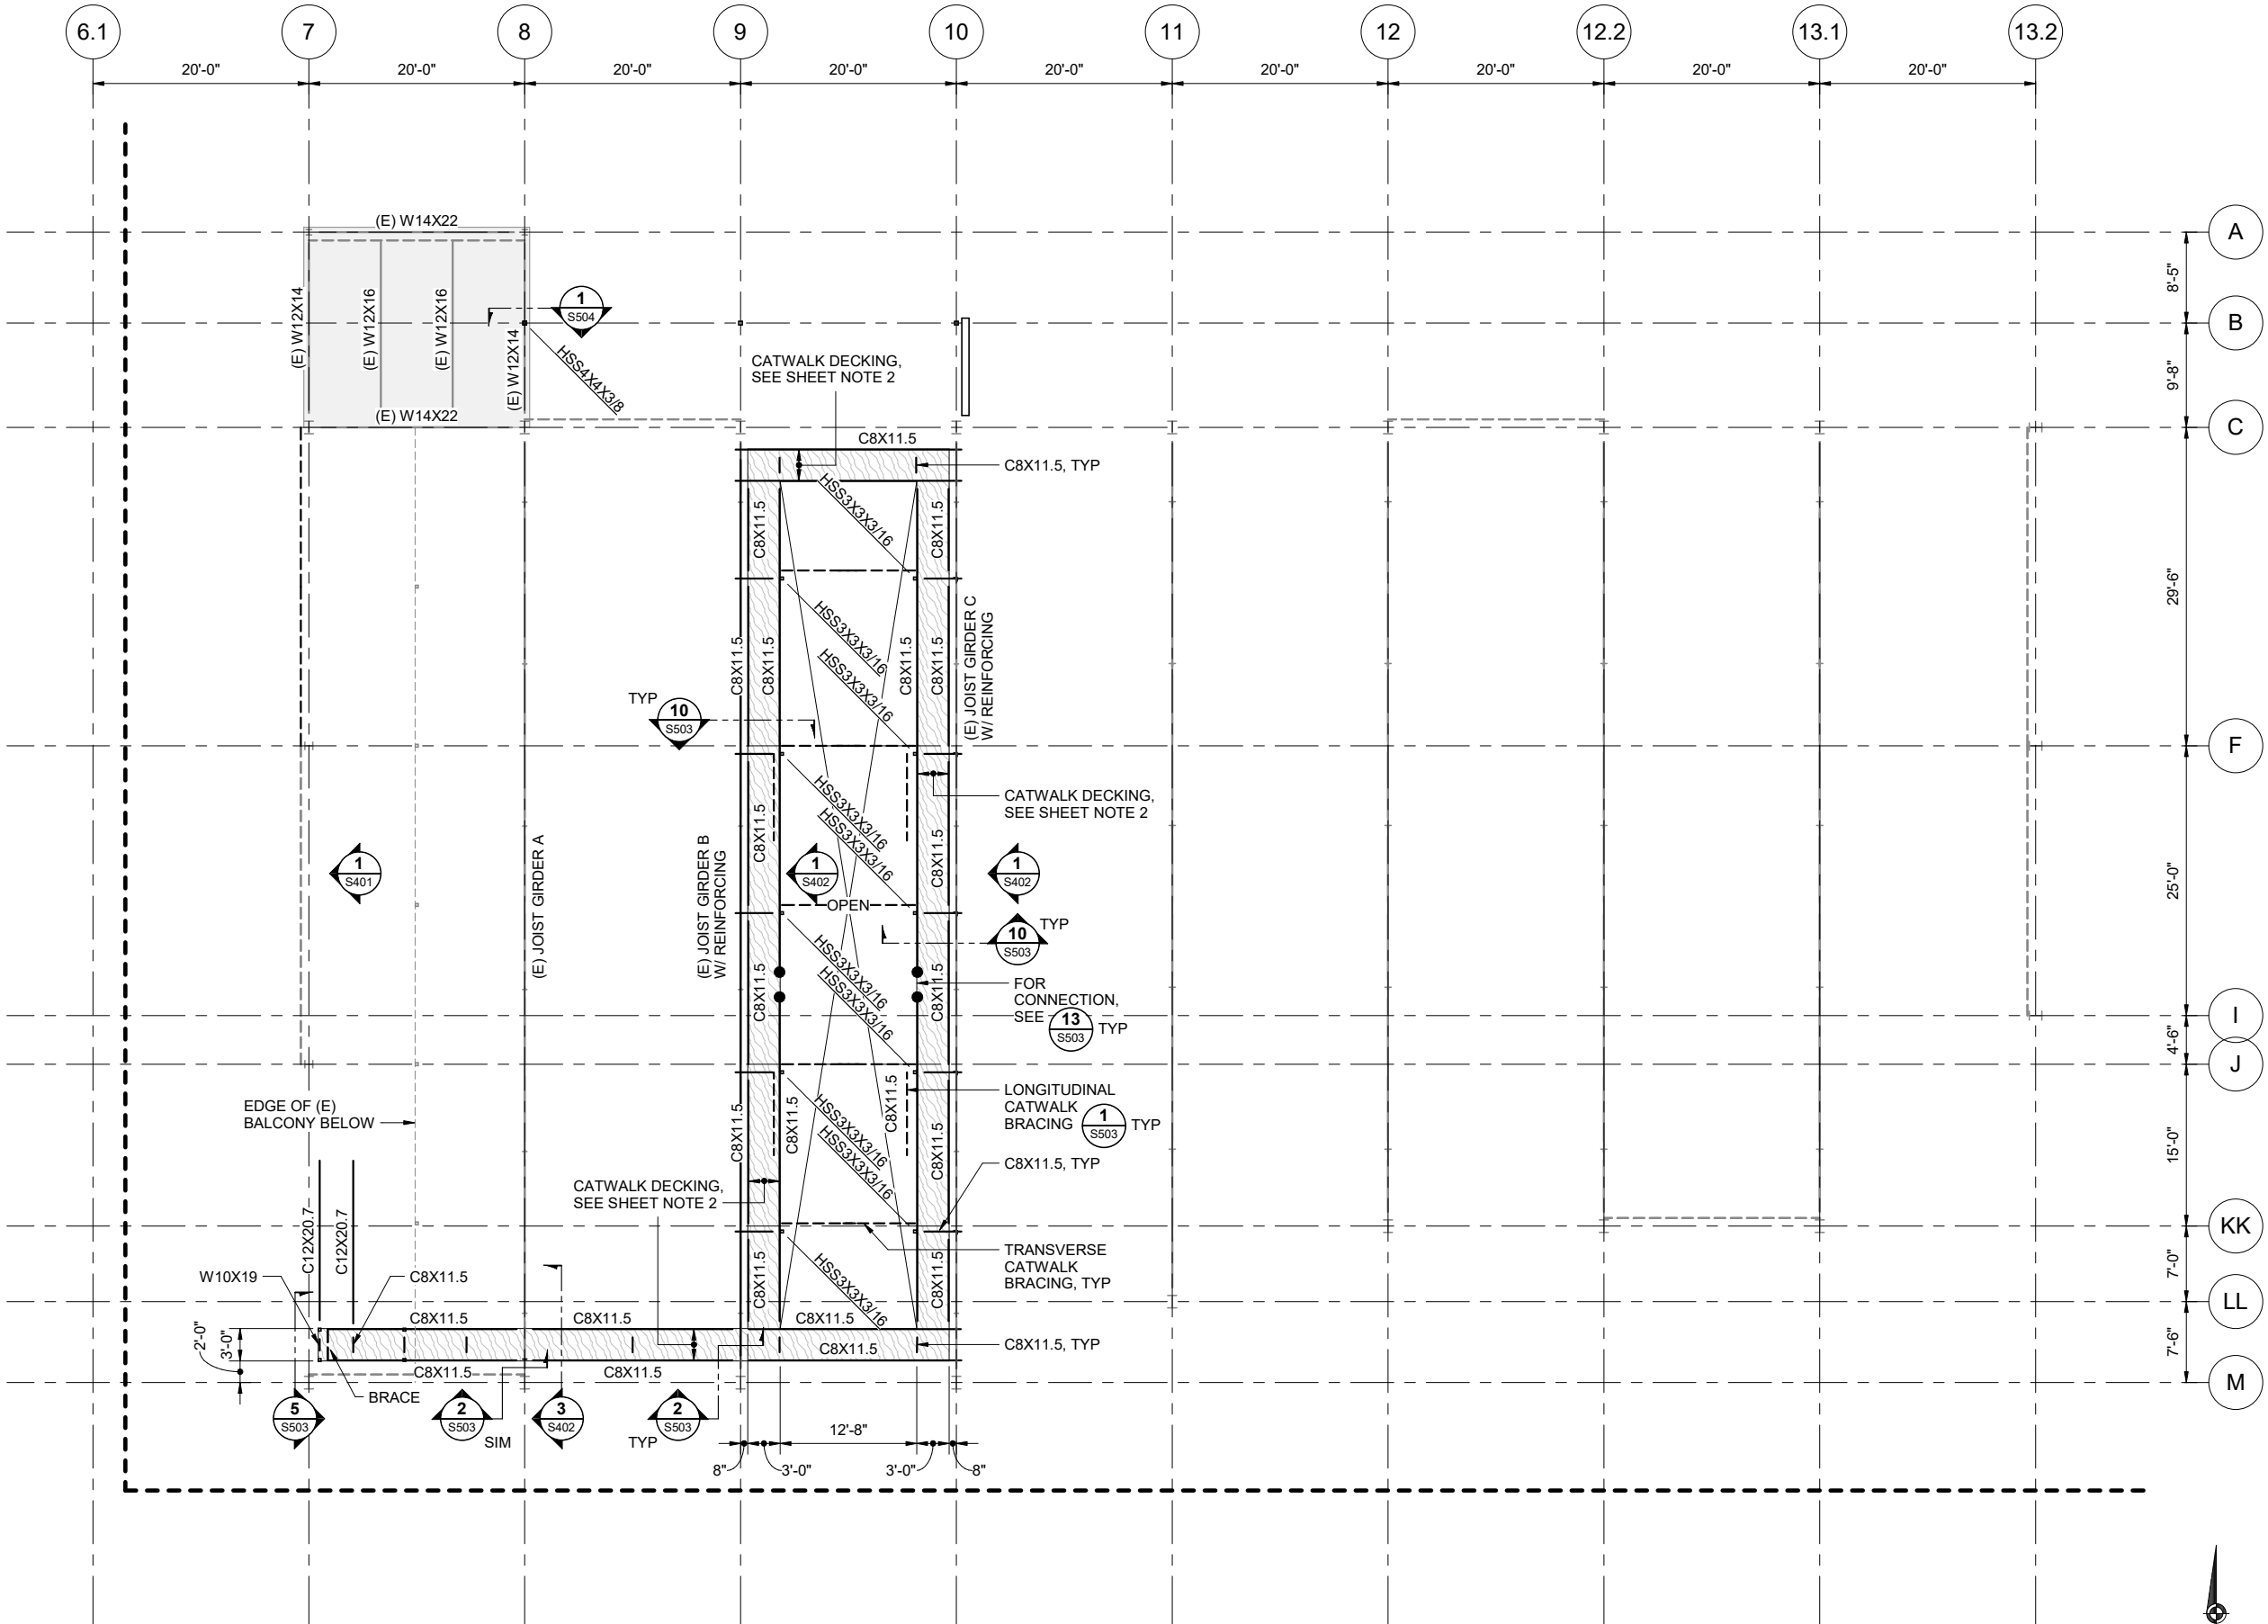 6.1
7
8
9
10
11
12
12.2
13.1
13.2
20'-0"
20'-0"
20'-0"
20'-0"
20'-0"
20'-0"
20'-0"
20'-0"
20'-0"
A
8'-5"
B
9'-8"
C
29'-6"
F
25'-0"
I
4'-6"
J
15'-0"
KK
7'-0"
LL
7'-6"
M
(E) W14X22
(E) W12X14
(E) W12X16
(E) W12X16
(E) W12X14
(E) W14X22
1
S504
HSS4X4X3/8
CATWALK DECKING,
SEE SHEET NOTE 2
C8X11.5
C8X11.5, TYP
HSS3X3X3/16
C8X11.5
C8X11.5
HSS3X3X3/16
HSS3X3X3/16
C8X11.5
C8X11.5
C8X11.5
C8X11.5
(E) JOIST GIRDER C
W/ REINFORCING
TYP
10
S503
CATWALK DECKING,
SEE SHEET NOTE 2
HSS3X3X3/16
HSS3X3X3/16
C8X11.5
C8X11.5
1
S401
(E) JOIST GIRDER A
(E) JOIST GIRDER B
W/ REINFORCING
1
S402
1
S402
OPEN
10
S503
TYP
HSS3X3X3/16
HSS3X3X3/16
C8X11.5
C8X11.5
FOR
CONNECTION,
SEE
13
S503
TYP
LONGITUDINAL
CATWALK
BRACING
1
S503
TYP
EDGE OF (E)
BALCONY BELOW
C8X11.5
C8X11.5
C8X11.5
C8X11.5
HSS3X3X3/16
HSS3X3X3/16
C8X11.5, TYP
CATWALK DECKING,
SEE SHEET NOTE 2
C12X20.7
C12X20.7
W10X19
C8X11.5
C8X11.5
C8X11.5
HSS3X3X3/16
TRANSVERSE
CATWALK
BRACING, TYP
2'-0"
3'-0"
C8X11.5
C8X11.5
C8X11.5
C8X11.5
C8X11.5, TYP
C8X11.5
C8X11.5
BRACE
5
S503
2
S503
SIM
3
S402
2
S503
TYP
12'-8"
8"
3'-0"
3'-0"
8"